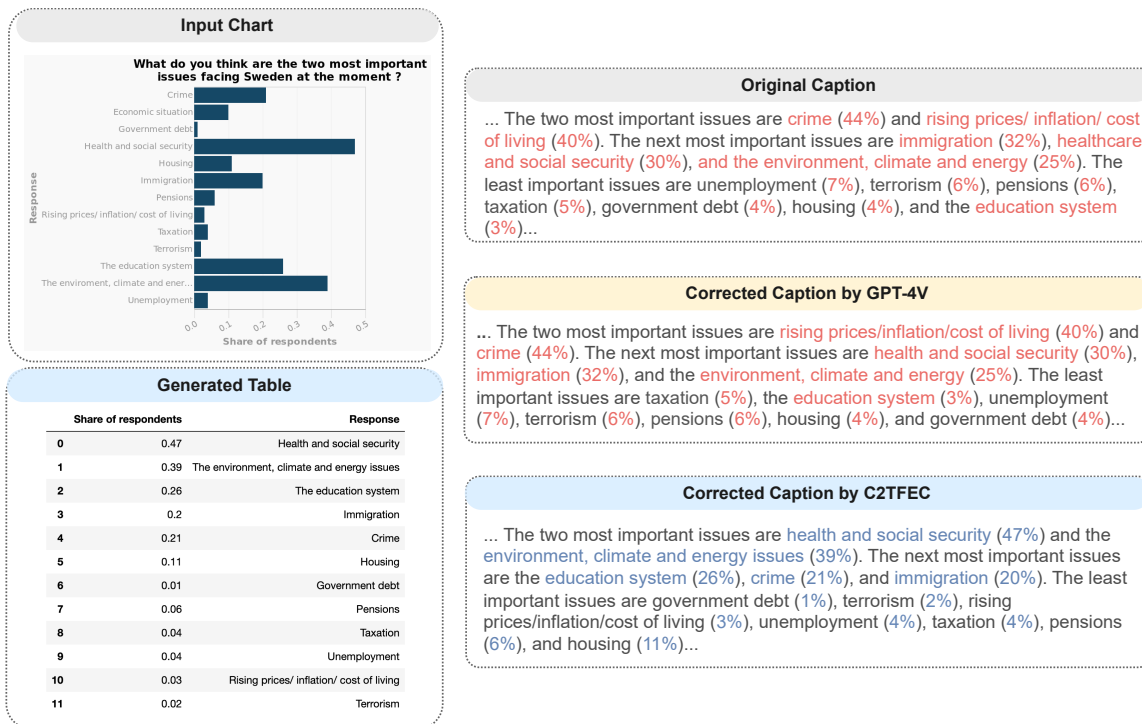 Input Chart
What do you think are the two most important
issues facing Sweden at the moment ?
Response
Crime
Economic situation
Government debt
Health and social security
Housing
Immigration
Pensions
Rising prices/ inflation/ cost of living
Taxation
Terrorism
The education system
The enviroment, climate and ener...
Unemployment
0.0 0.1 0.2 0.3 0.4 0.5
Share of respondents
Generated Table
Share of respondents Response
0 0.47 Health and social security
1 0.39 The environment, climate and energy issues
2 0.26 The education system
3 0.2 Immigration
4 0.21 Crime
5 0.11 Housing
6 0.01 Government debt
7 0.06 Pensions
8 0.04 Taxation
9 0.04 Unemployment
10 0.03 Rising prices/ inflation/ cost of living
11 0.02 Terrorism
Original Caption
... The two most important issues are crime (44%) and rising prices/ inflation/ cost
of living (40%). The next most important issues are immigration (32%), healthcare
and social security (30%), and the environment, climate and energy (25%). The
least important issues are unemployment (7%), terrorism (6%), pensions (6%),
taxation (5%), government debt (4%), housing (4%), and the education system
(3%)...
Corrected Caption by GPT-4V
... The two most important issues are rising prices/inflation/cost of living (40%) and
crime (44%). The next most important issues are health and social security (30%),
immigration (32%), and the environment, climate and energy (25%). The least
important issues are taxation (5%), the education system (3%), unemployment
(7%), terrorism (6%), pensions (6%), housing (4%), and government debt (4%)...
Corrected Caption by C2TFEC
... The two most important issues are health and social security (47%) and the
environment, climate and energy issues (39%). The next most important issues
are the education system (26%), crime (21%), and immigration (20%). The least
important issues are government debt (1%), terrorism (2%), rising
prices/inflation/cost of living (3%), unemployment (4%), taxation (4%), pensions
(6%), and housing (11%)...